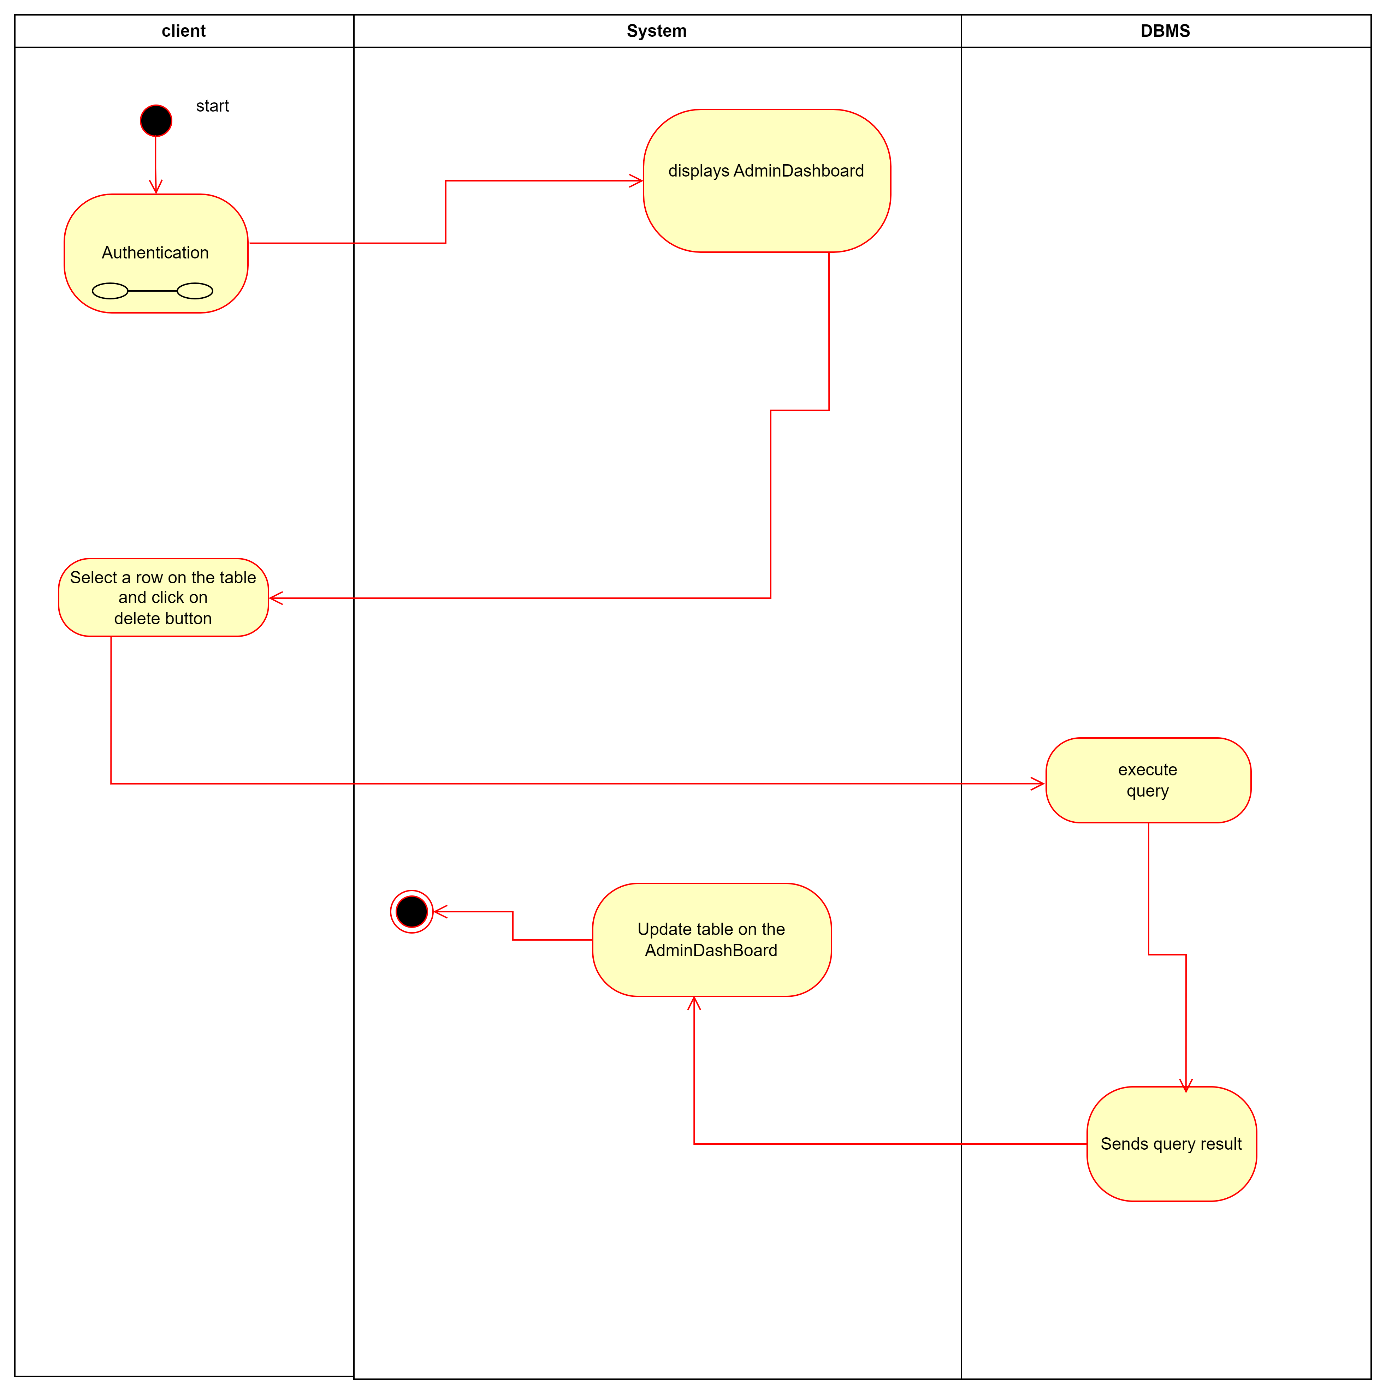 client
System
DBMS
start
displays AdminDashboard
Authentication
Select a row on the table
and click on
delete button
execute
query
Update table on the
AdminDashBoard
Sends query result